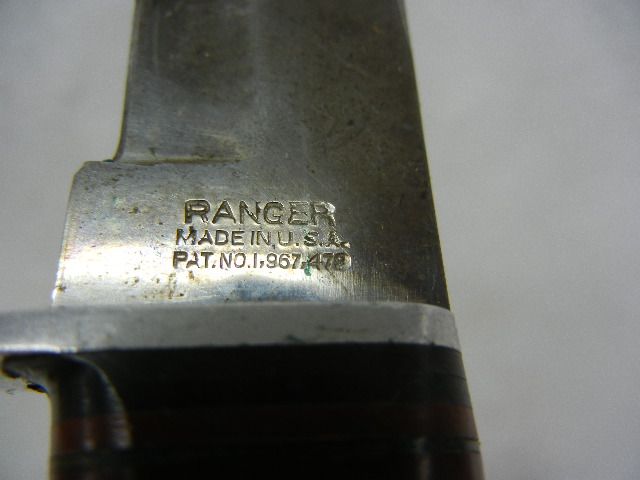 RANGER
MADE IN U.S.A.
PAT. NO. 1,967,479